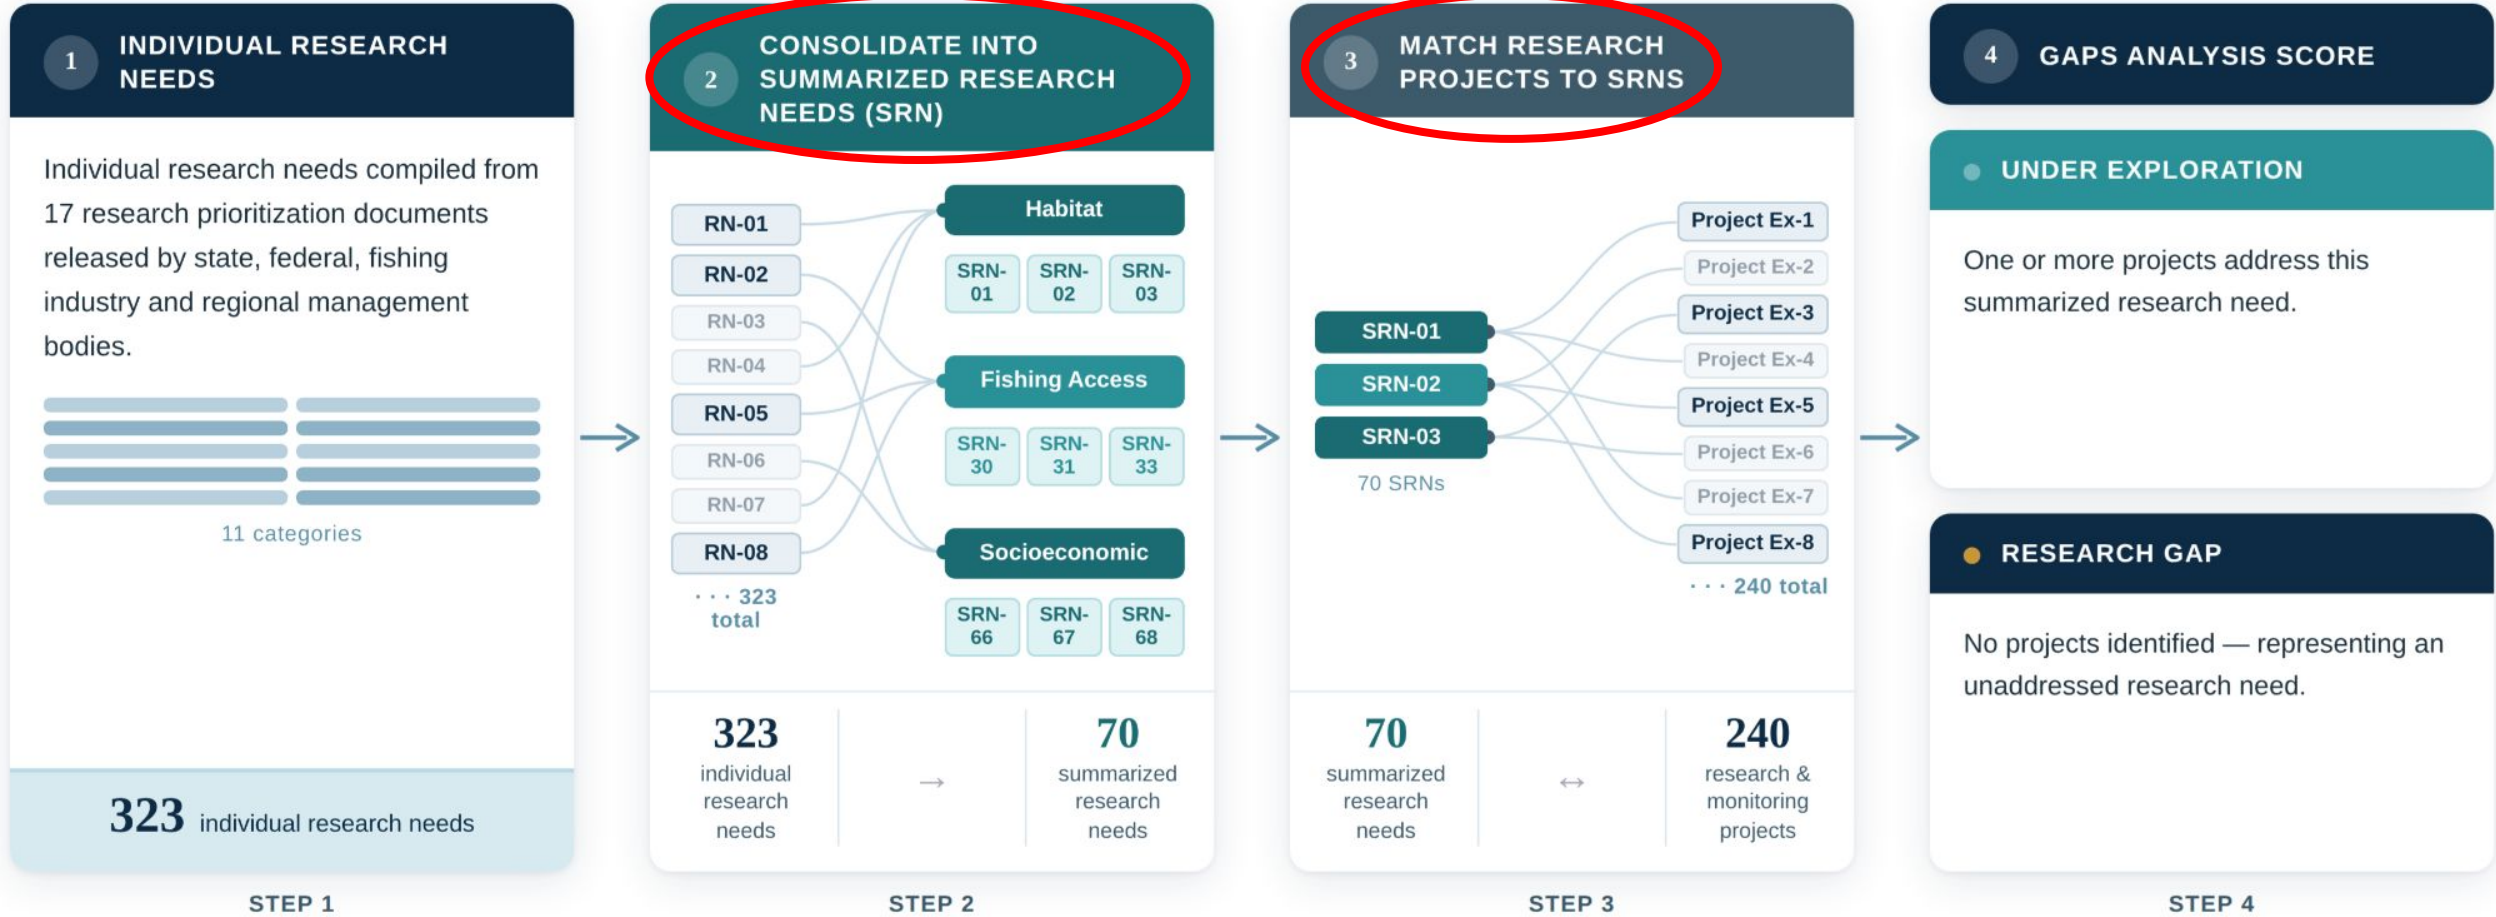 1
INDIVIDUAL RESEARCH
NEEDS
Individual research needs compiled from
17 research prioritization documents
released by state, federal, fishing
industry and regional management
bodies.
11 categories
323 individual research needs
STEP 1
2
CONSOLIDATE INTO
SUMMARIZED RESEARCH
NEEDS (SRN)
RN-01
RN-02
RN-03
RN-04
RN-05
RN-06
RN-07
RN-08
· · · 323
total
Habitat
SRN-
01
SRN-
02
SRN-
03
Fishing Access
SRN-
30
SRN-
31
SRN-
33
Socioeconomic
SRN-
66
SRN-
67
SRN-
68
323
individual
research
needs
→
70
summarized
research
needs
STEP 2
3
MATCH RESEARCH
PROJECTS TO SRNS
SRN-01
SRN-02
SRN-03
70 SRNs
Project Ex-1
Project Ex-2
Project Ex-3
Project Ex-4
Project Ex-5
Project Ex-6
Project Ex-7
Project Ex-8
· · · 240 total
70
summarized
research
needs
↔
240
research &
monitoring
projects
STEP 3
4
GAPS ANALYSIS SCORE
UNDER EXPLORATION
One or more projects address this
summarized research need.
RESEARCH GAP
No projects identified — representing an
unaddressed research need.
STEP 4